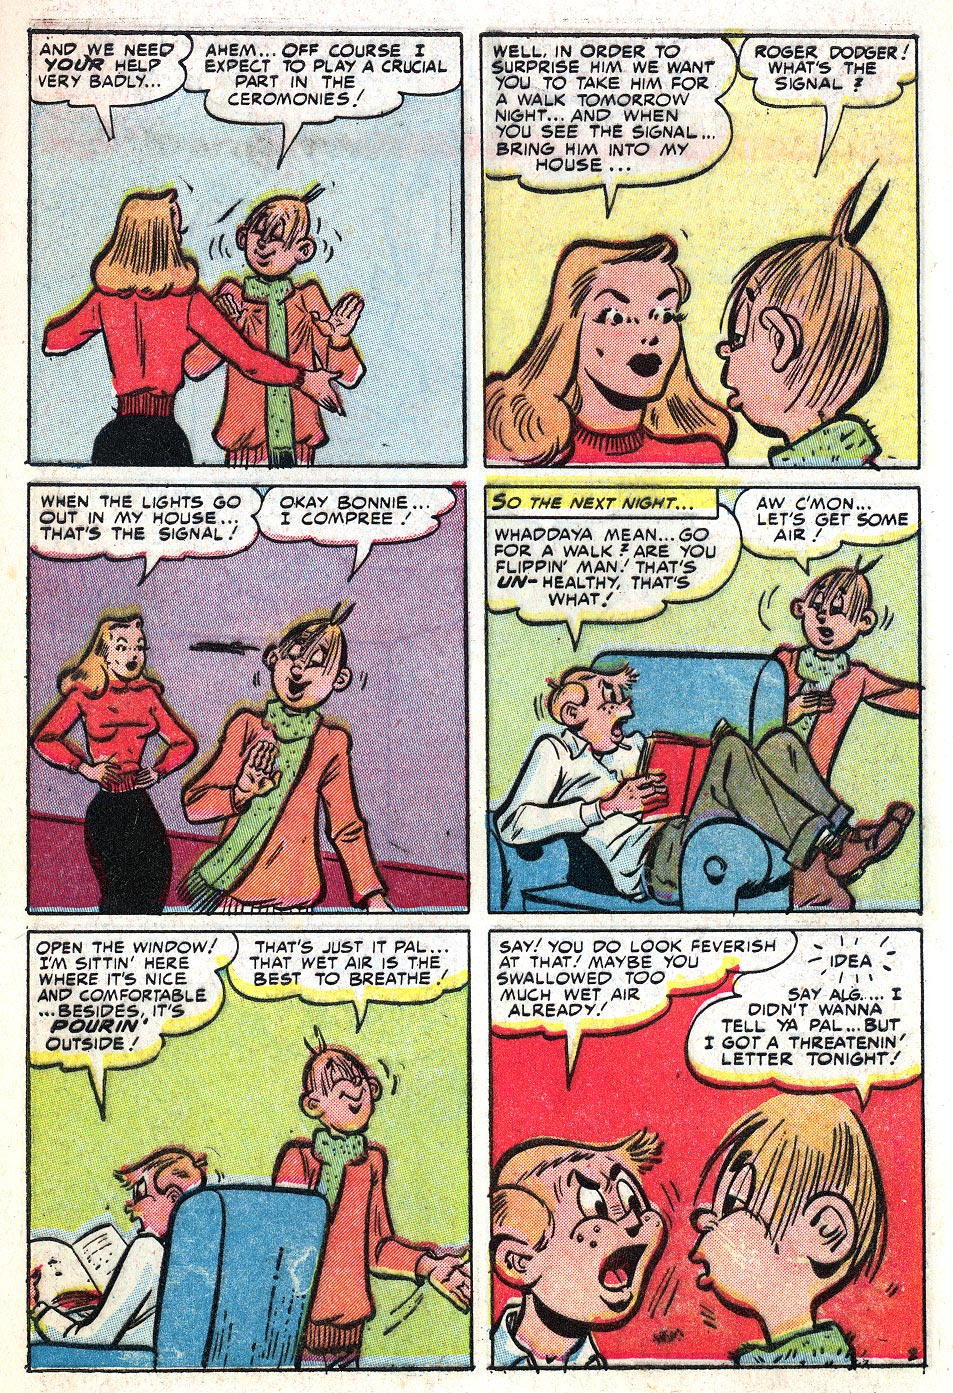 AND WE NEED
YOUR HELP
VERY BADLY...
AHEM... OFF COURSE I
EXPECT TO PLAY A CRUCIAL
PART IN THE
CEROMONIES!
WELL, IN ORDER TO
SURPRISE HIM WE WANT
YOU TO TAKE HIM FOR
A WALK TOMORROW
NIGHT... AND WHEN
YOU SEE THE SIGNAL...
BRING HIM INTO MY
HOUSE...
ROGER DODGER!
WHAT'S THE
SIGNAL?
WHEN THE LIGHTS GO
OUT IN MY HOUSE...
THAT'S THE SIGNAL!
OKAY BONNIE...
I COMPREE!
SO THE NEXT NIGHT...
WHADDAYA MEAN... GO
FOR A WALK? ARE YOU
FLIPPIN' MAN! THAT'S
UN-HEALTHY, THAT'S
WHAT!
AW C'MON...
LET'S GET SOME
AIR!
OPEN THE WINDOW!
I'M SITTIN' HERE
WHERE IT'S NICE
AND COMFORTABLE
...BESIDES, IT'S
POURIN'
OUTSIDE!
THAT'S JUST IT PAL...
THAT WET AIR IS THE
BEST TO BREATHE!
SAY! YOU DO LOOK FEVERISH
AT THAT! MAYBE YOU
SWALLOWED TOO
MUCH WET AIR
ALREADY!
IDEA
SAY ALG.... I
DIDN'T WANNA
TELL YA PAL... BUT
I GOT A THREATENIN'
LETTER TONIGHT!